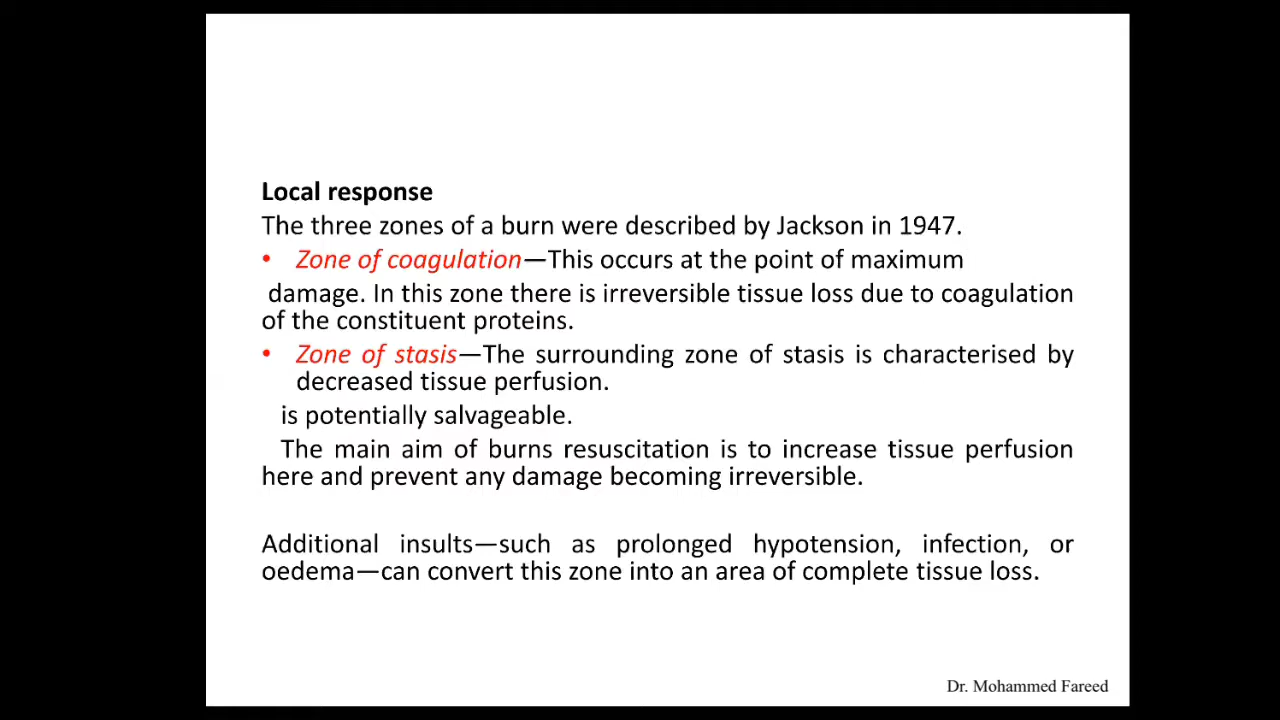 Local response
The three zones of a burn were described by Jackson in 1947.
• Zone of coagulation—This occurs at the point of maximum
damage. In this zone there is irreversible tissue loss due to coagulation
of the constituent proteins.
• Zone of stasis—The surrounding zone of stasis is characterised by
decreased tissue perfusion.
is potentially salvageable.
The main aim of burns resuscitation is to increase tissue perfusion
here and prevent any damage becoming irreversible.
Additional insults—such as prolonged hypotension, infection, or
oedema—can convert this zone into an area of complete tissue loss.
Dr. Mohammed Fareed